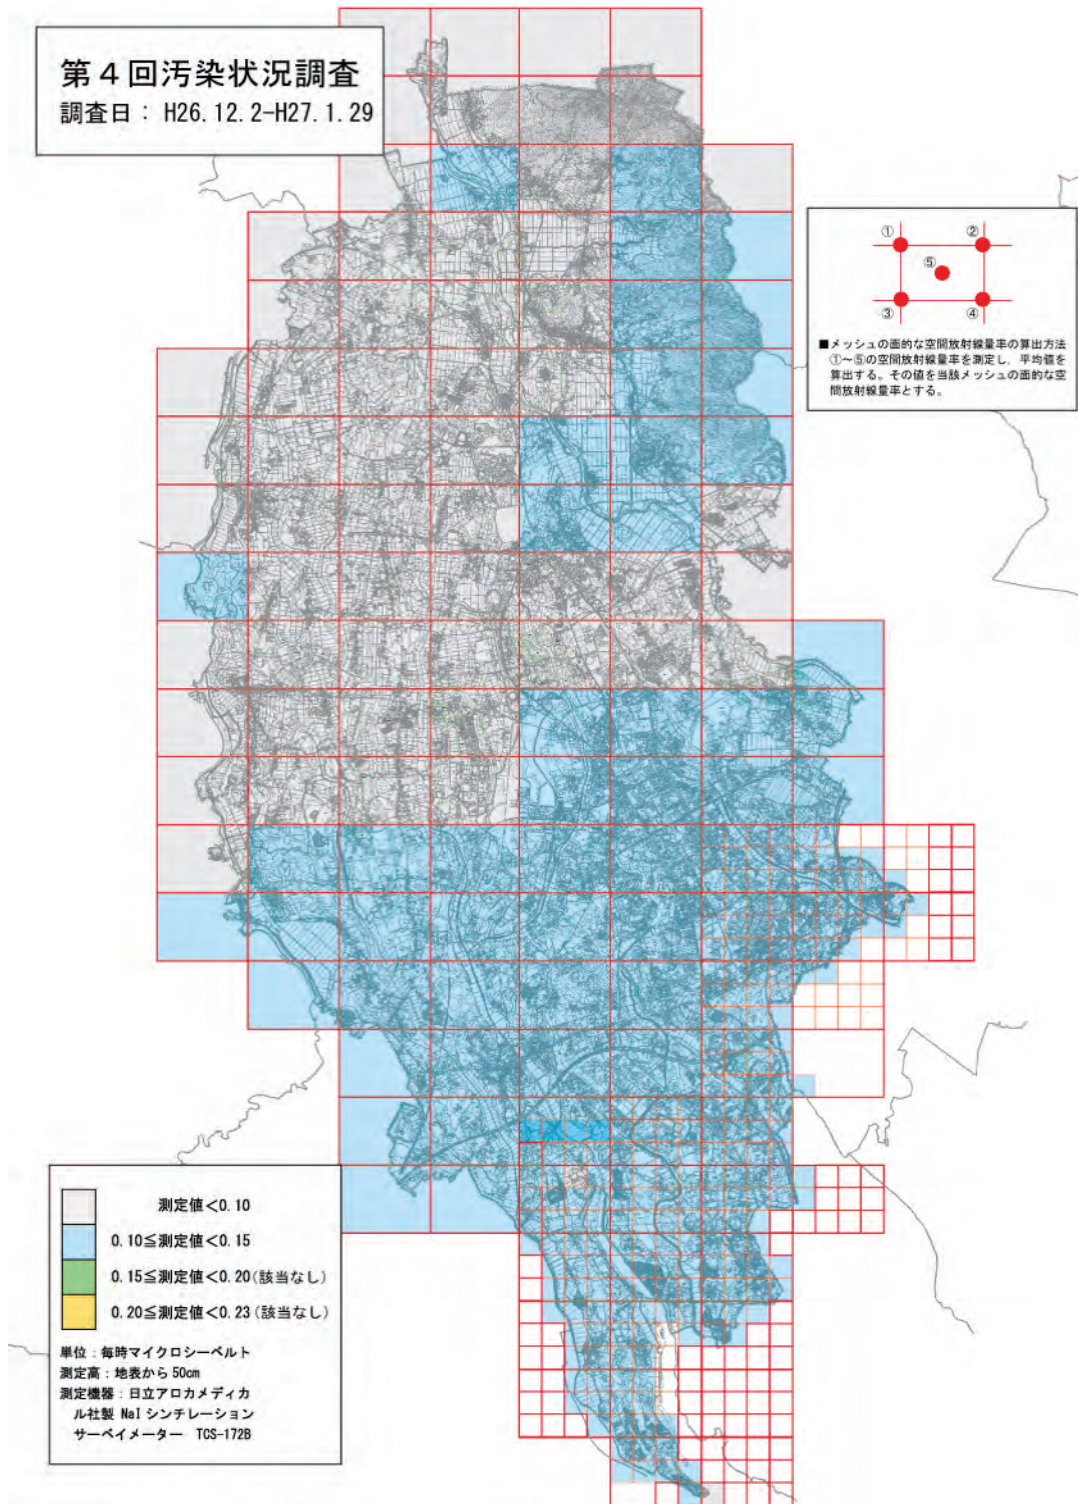 第４回汚染状況調査
調査日：H26.12.2-H27.1.29
① ②
⑤
③ ④
■メッシュの面的な空間放射線量率の算出方法
①～⑤の空間放射線量率を測定し、平均値を
算出する。その値を当該メッシュの面的な空
間放射線量率とする。
測定値＜0.10
0.10≦測定値＜0.15
0.15≦測定値＜0.20(該当なし)
0.20≦測定値＜0.23(該当なし)
単位：毎時マイクロシーベルト
測定高：地表から50cm
測定機器：日立アロカメディカ
ル社製 NaIシンチレーション
サーベイメーター TCS-172B